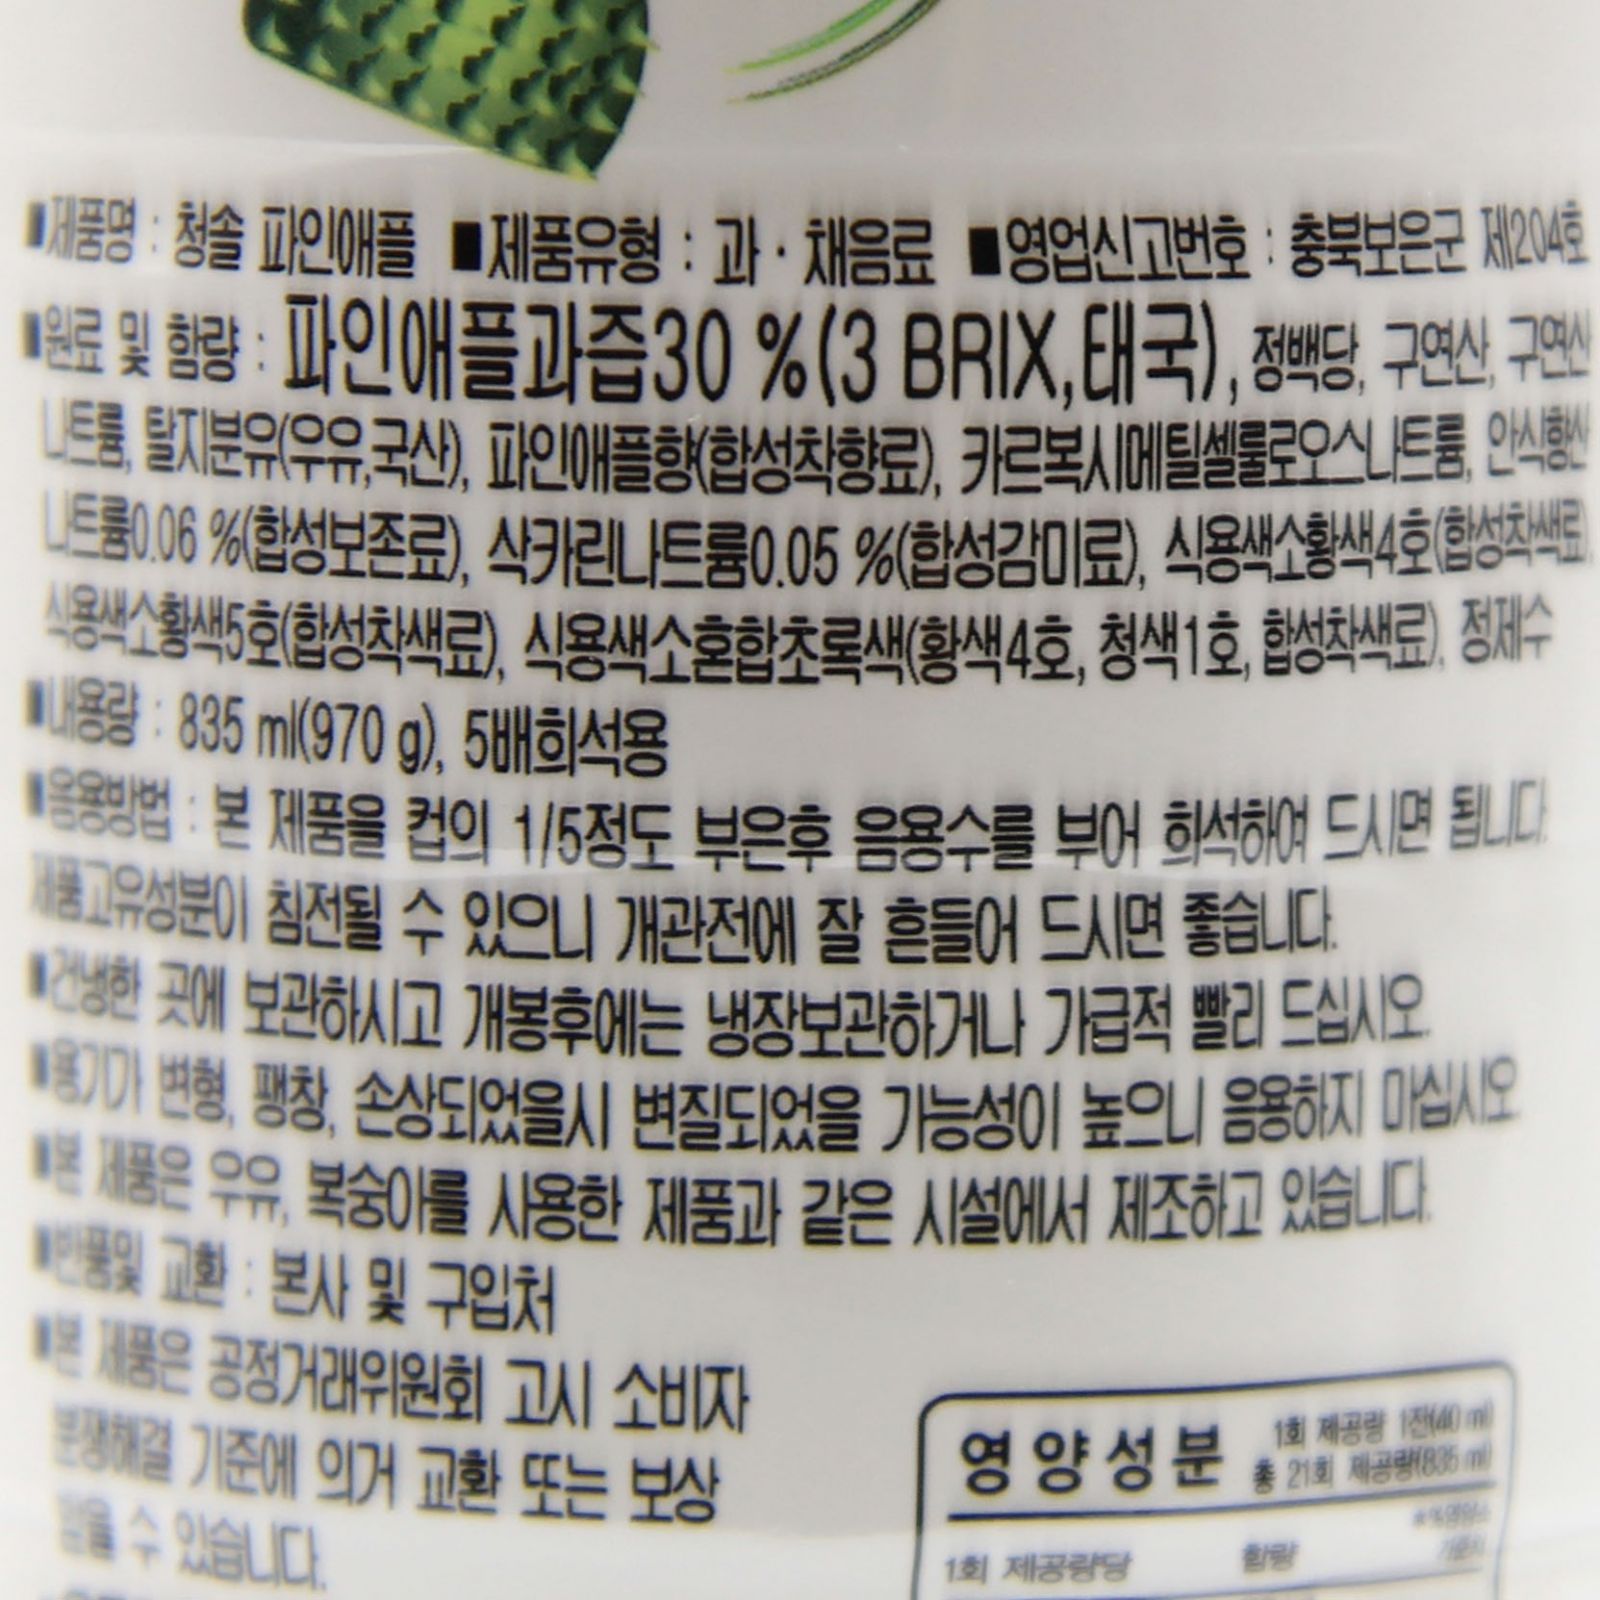 ■제품명 : 청솔 파인애플 ■제품유형 : 과 · 채음료 ■영업신고번호 : 충북보은군 제204호
■원료 및 함량 : 파인애플과즙30 %(3 BRIX,태국), 정백당, 구연산, 구연산
나트륨, 탈지분유(우유,국산), 파인애플향(합성착향료), 카르복시메틸셀룰로오스나트륨, 안식향산
나트륨0.06 %(합성보존료), 삭카린나트륨0.05 %(합성감미료), 식용색소황색4호(합성착색료),
식용색소황색5호(합성착색료), 식용색소혼합초록색(황색4호, 청색1호, 합성착색료), 정제수
■내용량 : 835 ml(970 g), 5배희석용
■음용방법 : 본 제품을 컵의 1/5정도 부은후 음용수를 부어 희석하여 드시면 됩니다.
제품고유성분이 침전될 수 있으니 개관전에 잘 흔들어 드시면 좋습니다.
■건냉한 곳에 보관하시고 개봉후에는 냉장보관하거나 가급적 빨리 드십시오.
■용기가 변형, 팽창, 손상되었을시 변질되었을 가능성이 높으니 음용하지 마십시오.
■본 제품은 우유, 복숭아를 사용한 제품과 같은 시설에서 제조하고 있습니다.
■반품및 교환 : 본사 및 구입처
■본 제품은 공정거래위원회 고시 소비자
분쟁해결 기준에 의거 교환 또는 보상
받을 수 있습니다.
영양성분 1회 제공량 1잔(40 ml)
총 21회 제공량(835 ml)
1회 제공량당 함량